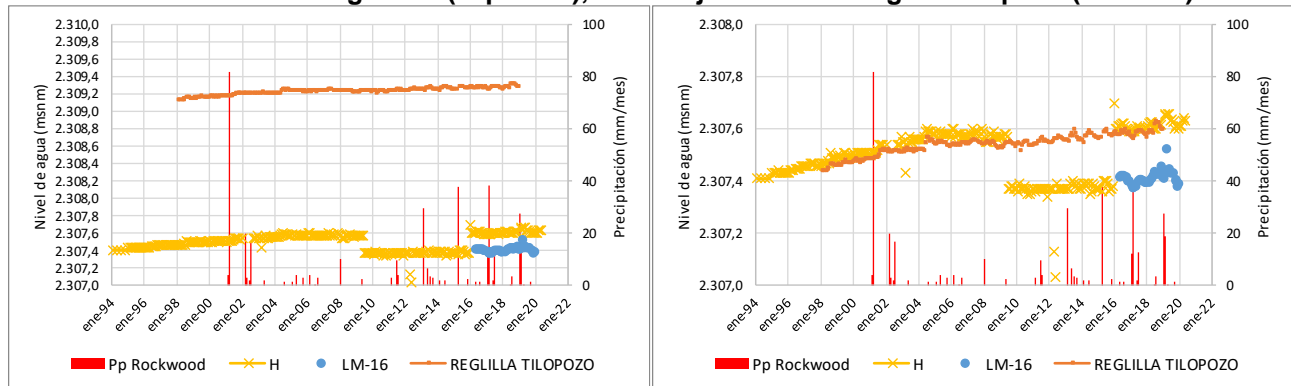 2.310,0
2.309,8
2.309,6
2.309,4
2.309,2
2.309,0
2.308,8
2.308,6
2.308,4
2.308,2
2.308,0
2.307,8
2.307,6
2.307,4
2.307,2
2.307,0
Nivel de agua (msnm)
100
80
60
40
20
0
Precipitación (mm/mes)
ene-94
ene-96
ene-98
ene-00
ene-02
ene-04
ene-06
ene-08
ene-10
ene-12
ene-14
ene-16
ene-18
ene-20
ene-22
Pp Rockwood H LM-16 REGLILLA TILOPOZO
2.308,0
2.307,8
2.307,6
2.307,4
2.307,2
2.307,0
Nivel de agua (msnm)
100
80
60
40
20
0
Precipitación (mm/mes)
ene-94
ene-96
ene-98
ene-00
ene-02
ene-04
ene-06
ene-08
ene-10
ene-12
ene-14
ene-16
ene-18
ene-20
ene-22
Pp Rockwood H LM-16 REGLILLA TILOPOZO